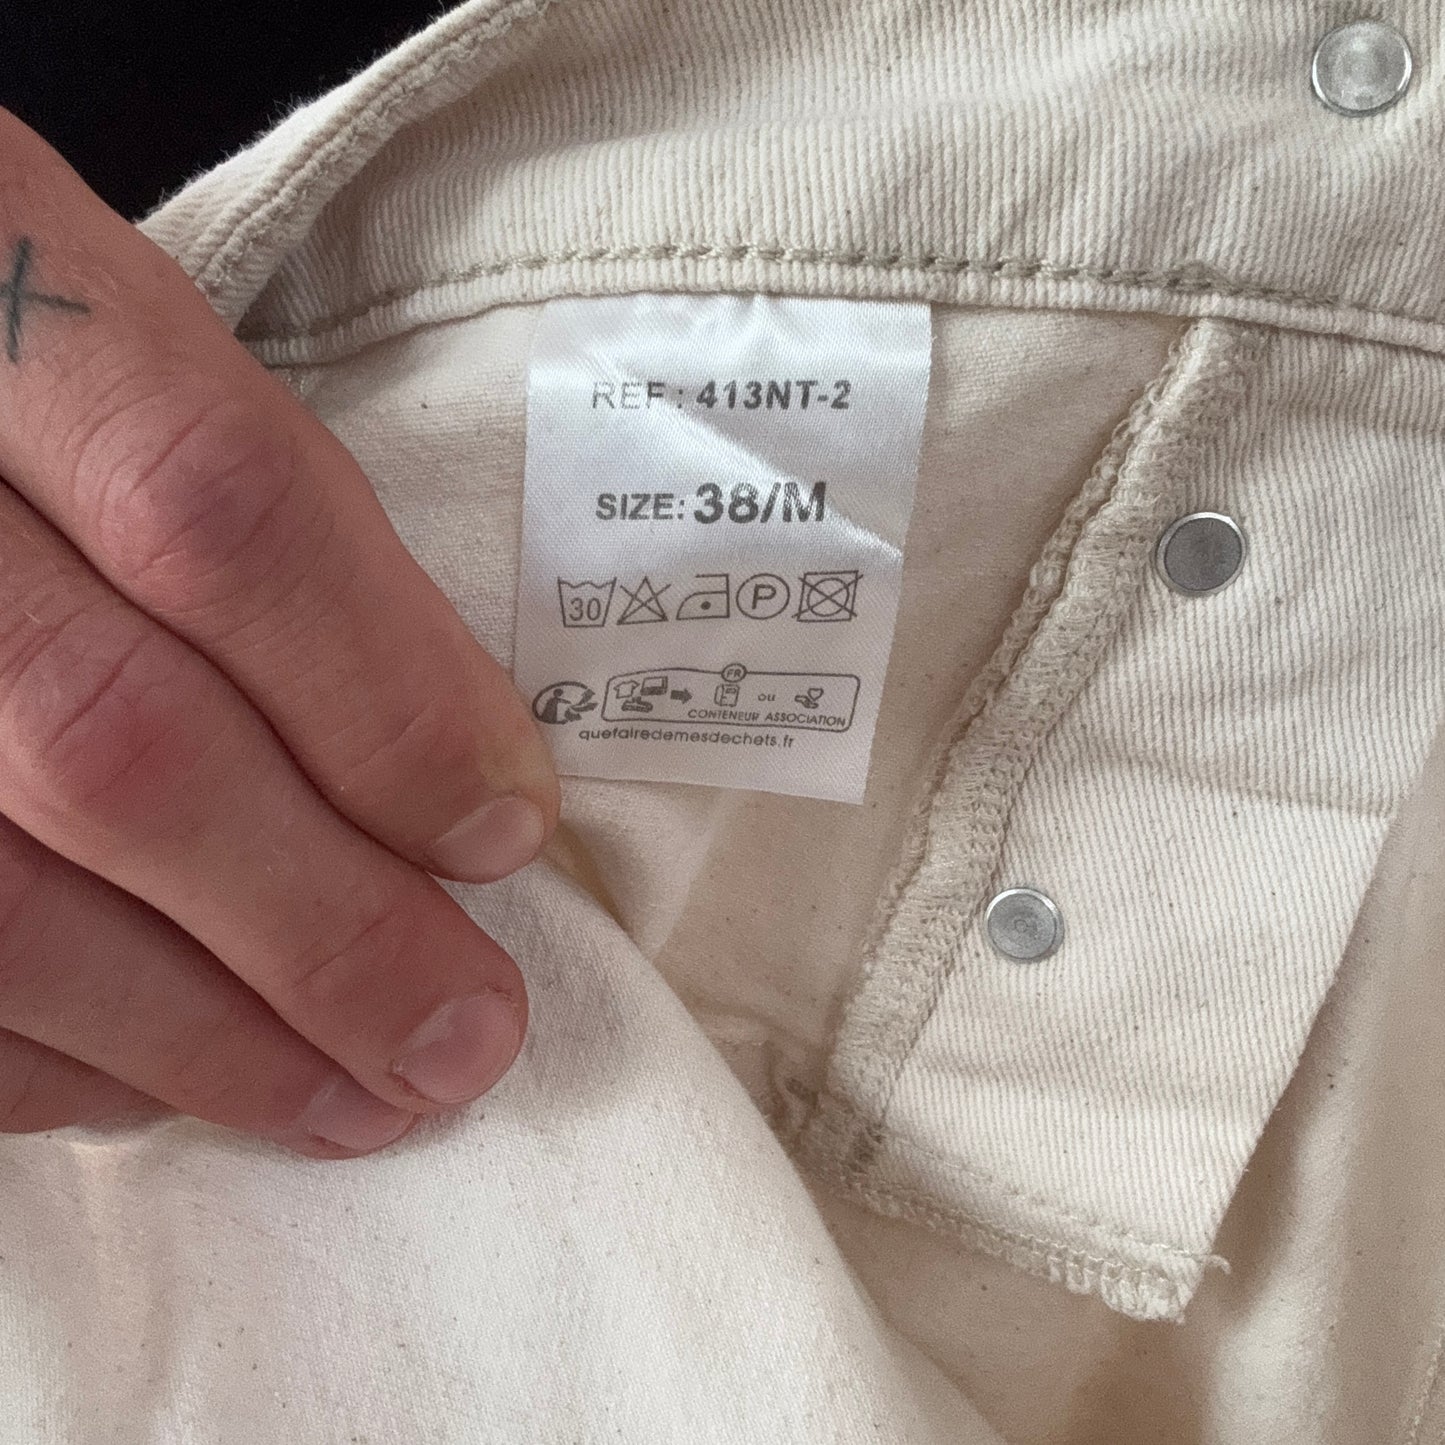 REF : 413NT-2
SIZE: 38/M
30 P
FR
ou
CONTENEUR ASSOCIATION
quefairedemesdechets.fr